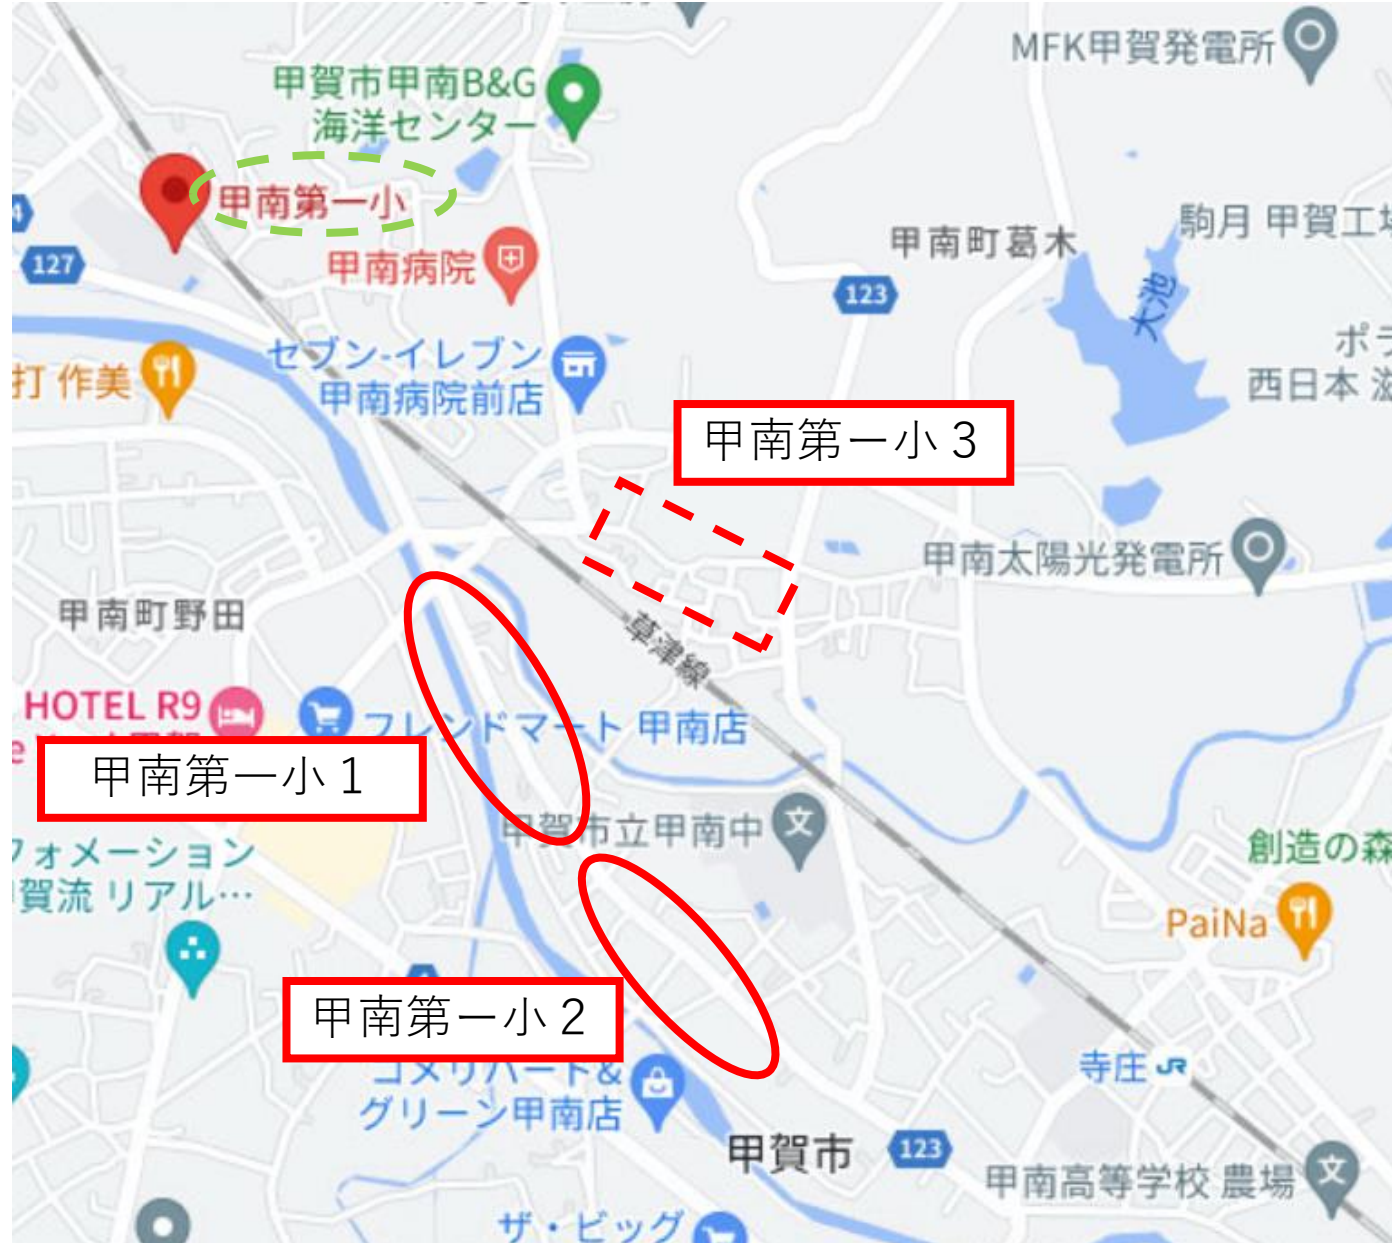 MFK甲賀発電所
甲賀市甲南B&G
海洋センター
甲南第一小
127
甲南病院
甲南町葛木
駒月 甲賀工場
123
大池
セブン-イレブン
甲南病院前店
打 作美
西日本
甲南第一小3
甲南太陽光発電所
甲南町野田
草津線
HOTEL R9
フレンドマート 甲南店
甲南第一小1
甲賀市立甲南中
フォメーション
賀流 リアル…
創造の森
PaiNa
甲南第一小2
コメリハード&
グリーン甲南店
寺庄 JR
甲賀市
123
甲南高等学校 農場
ザ・ビッグ